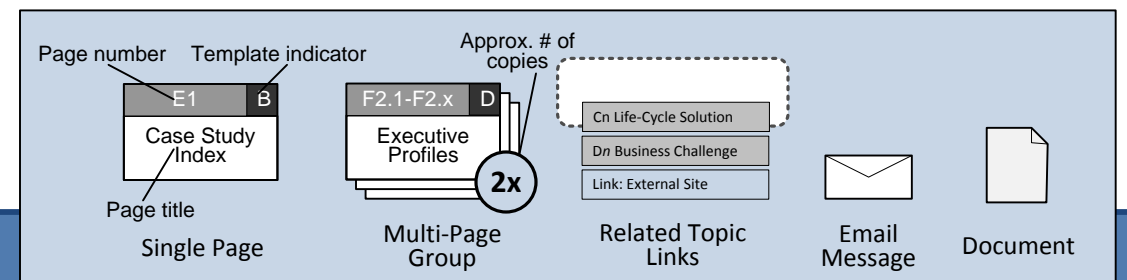 Page number
Template indicator
Approx. # of
copies
E1
B
Case Study
Index
Page title
Single Page
F2.1-F2.x
D
Executive
Profiles
2x
Multi-Page
Group
Cn Life-Cycle Solution
Dn Business Challenge
Link: External Site
Related Topic
Links
Email
Message
Document